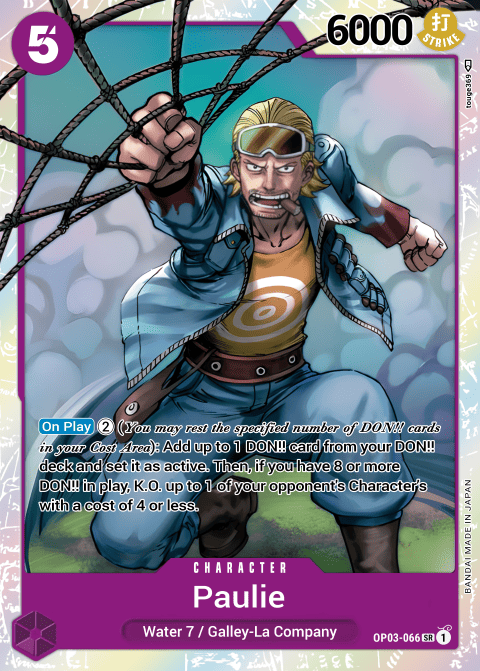 5
6000
打
STRIKE
touge369
On Play ② (You may rest the specified number of DON!! cards
in your Cost Area): Add up to 1 DON!! card from your DON!!
deck and set it as active. Then, if you have 8 or more
DON!! in play, K.O. up to 1 of your opponent's Character's
with a cost of 4 or less.
BANDAI MADE IN JAPAN
CHARACTER
Paulie
Water 7 / Galley-La Company
OP03-066 SR 1